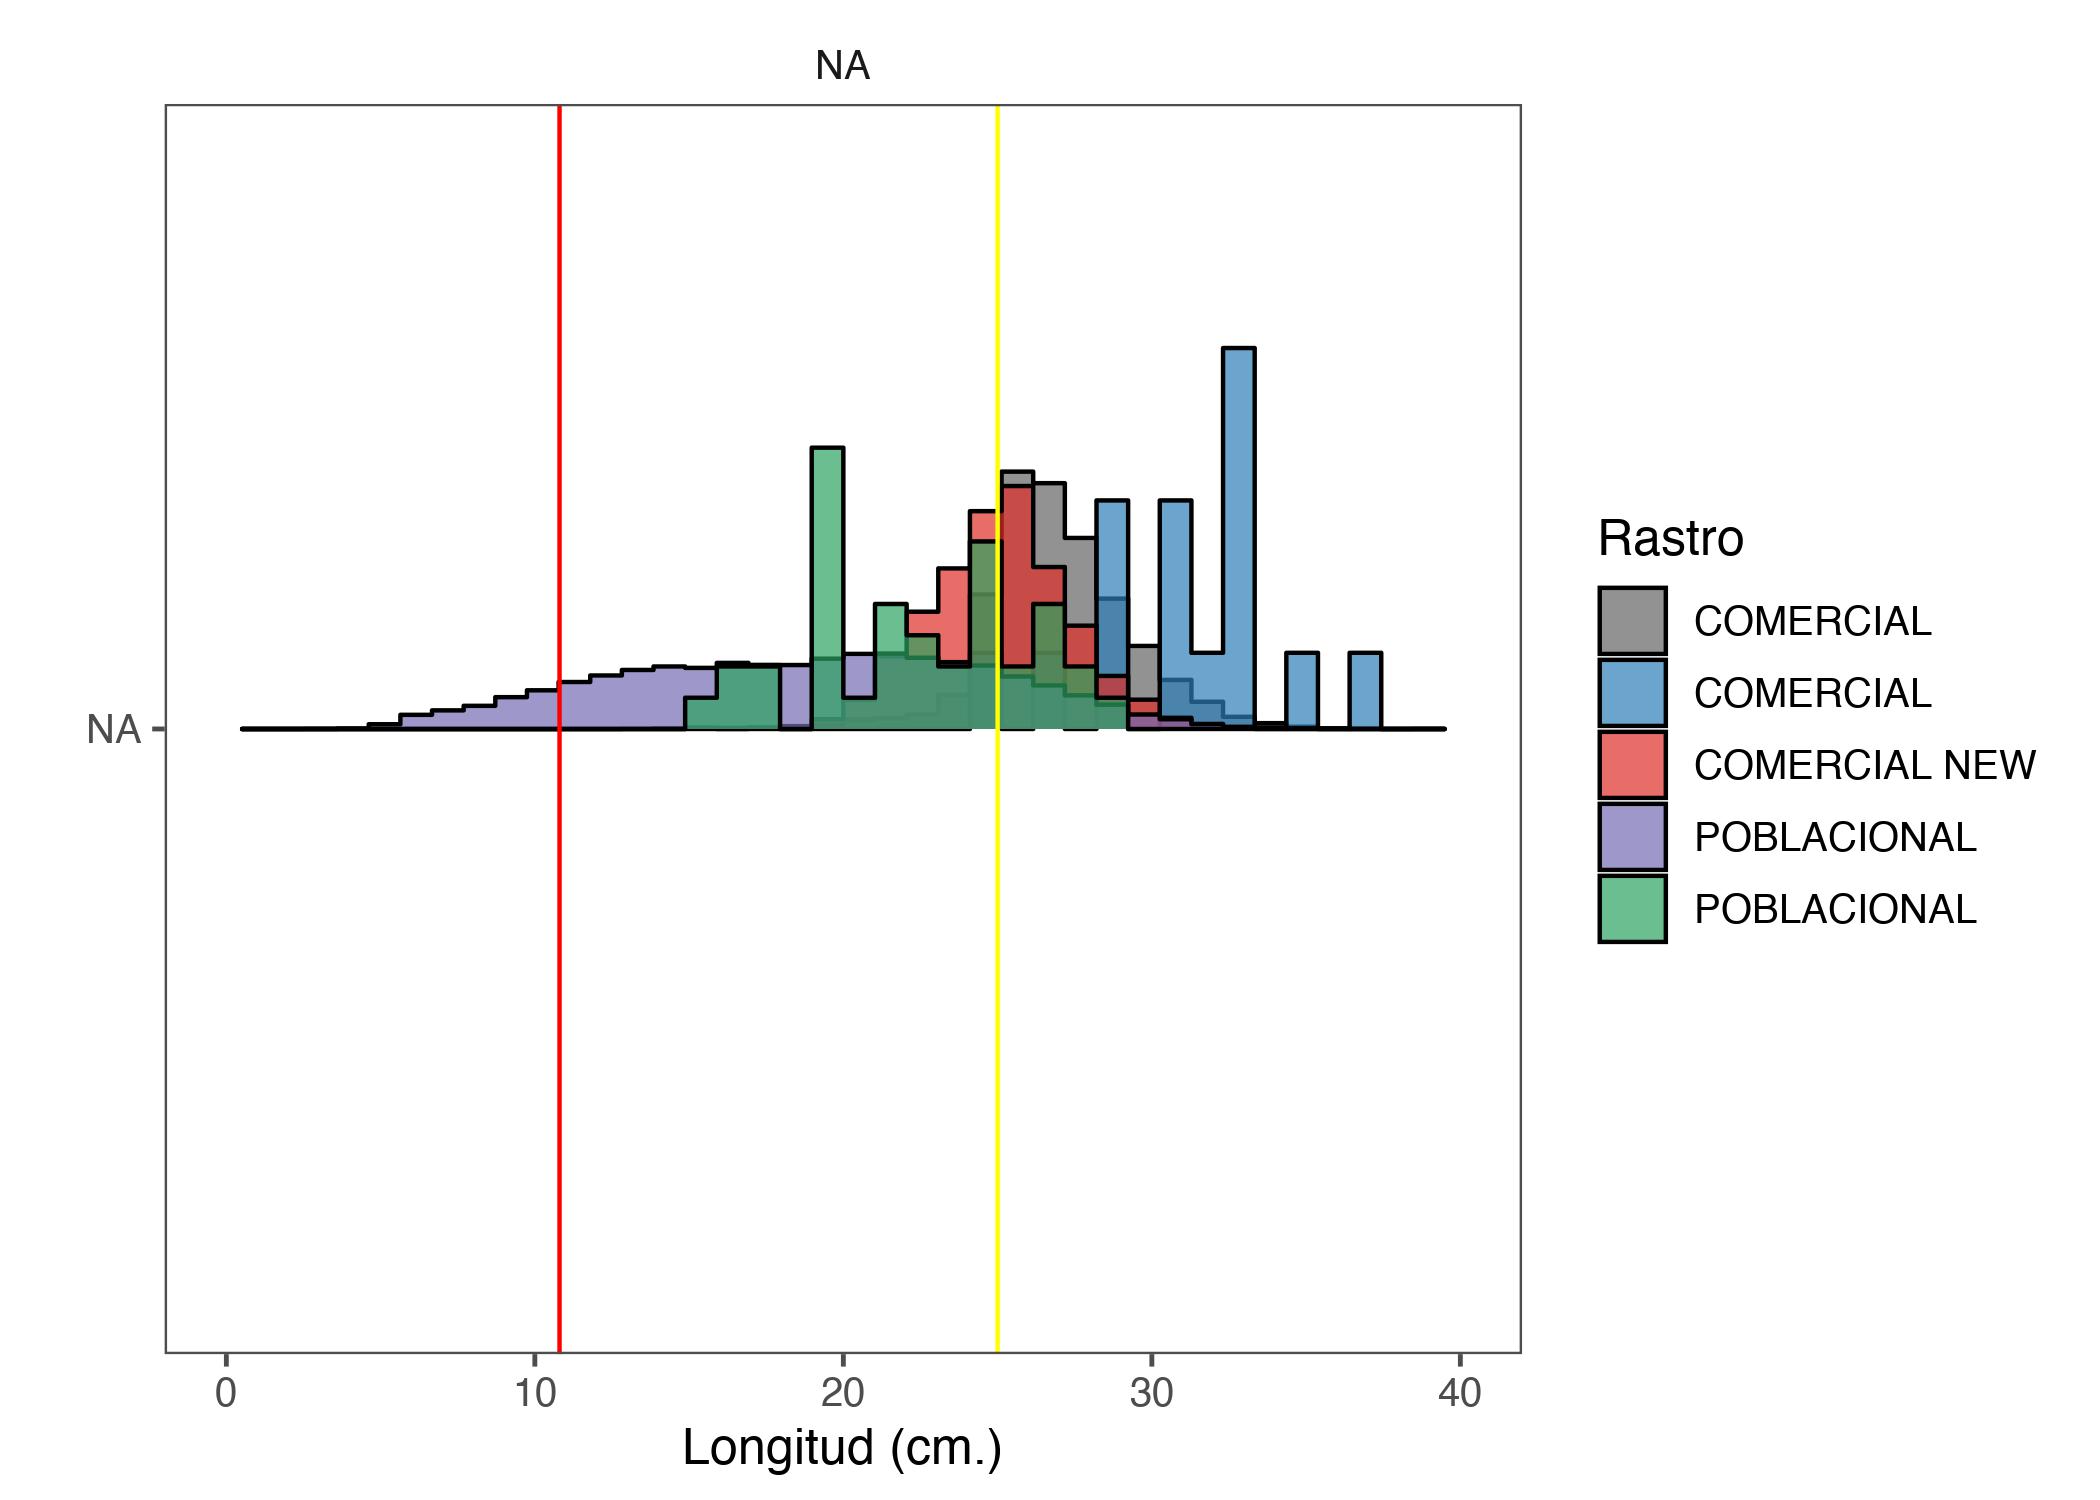 NA
NA
0 10 20 30 40
Longitud (cm.)
Rastro
COMERCIAL
COMERCIAL
COMERCIAL NEW
POBLACIONAL
POBLACIONAL